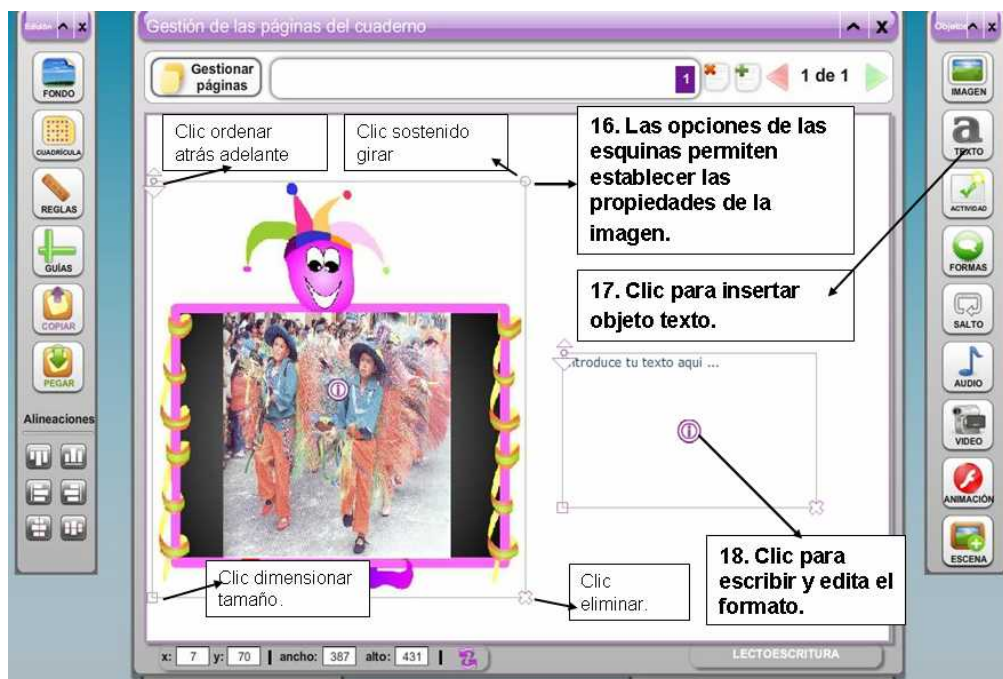 Edición
Gestión de las páginas del cuaderno
Objetos
FONDO
CUADRÍCULA
REGLAS
GUÍAS
COPIAR
PEGAR
Alineaciones
Gestionar
páginas
1
1 de 1
Clic ordenar
atrás adelante
Clic sostenido
girar
16. Las opciones de las
esquinas permiten
establecer las
propiedades de la
imagen.
17. Clic para insertar
objeto texto.
ntroduce tu texto aqui ...
18. Clic para
escribir y edita el
formato.
Clic dimensionar
tamaño.
Clic
eliminar.
x: 7 y: 70 ancho: 387 alto: 431
LECTOESCRITURA
IMAGEN
a
TEXTO
ACTIVIDAD
FORMAS
SALTO
AUDIO
VIDEO
ANIMACIÓN
ESCENA